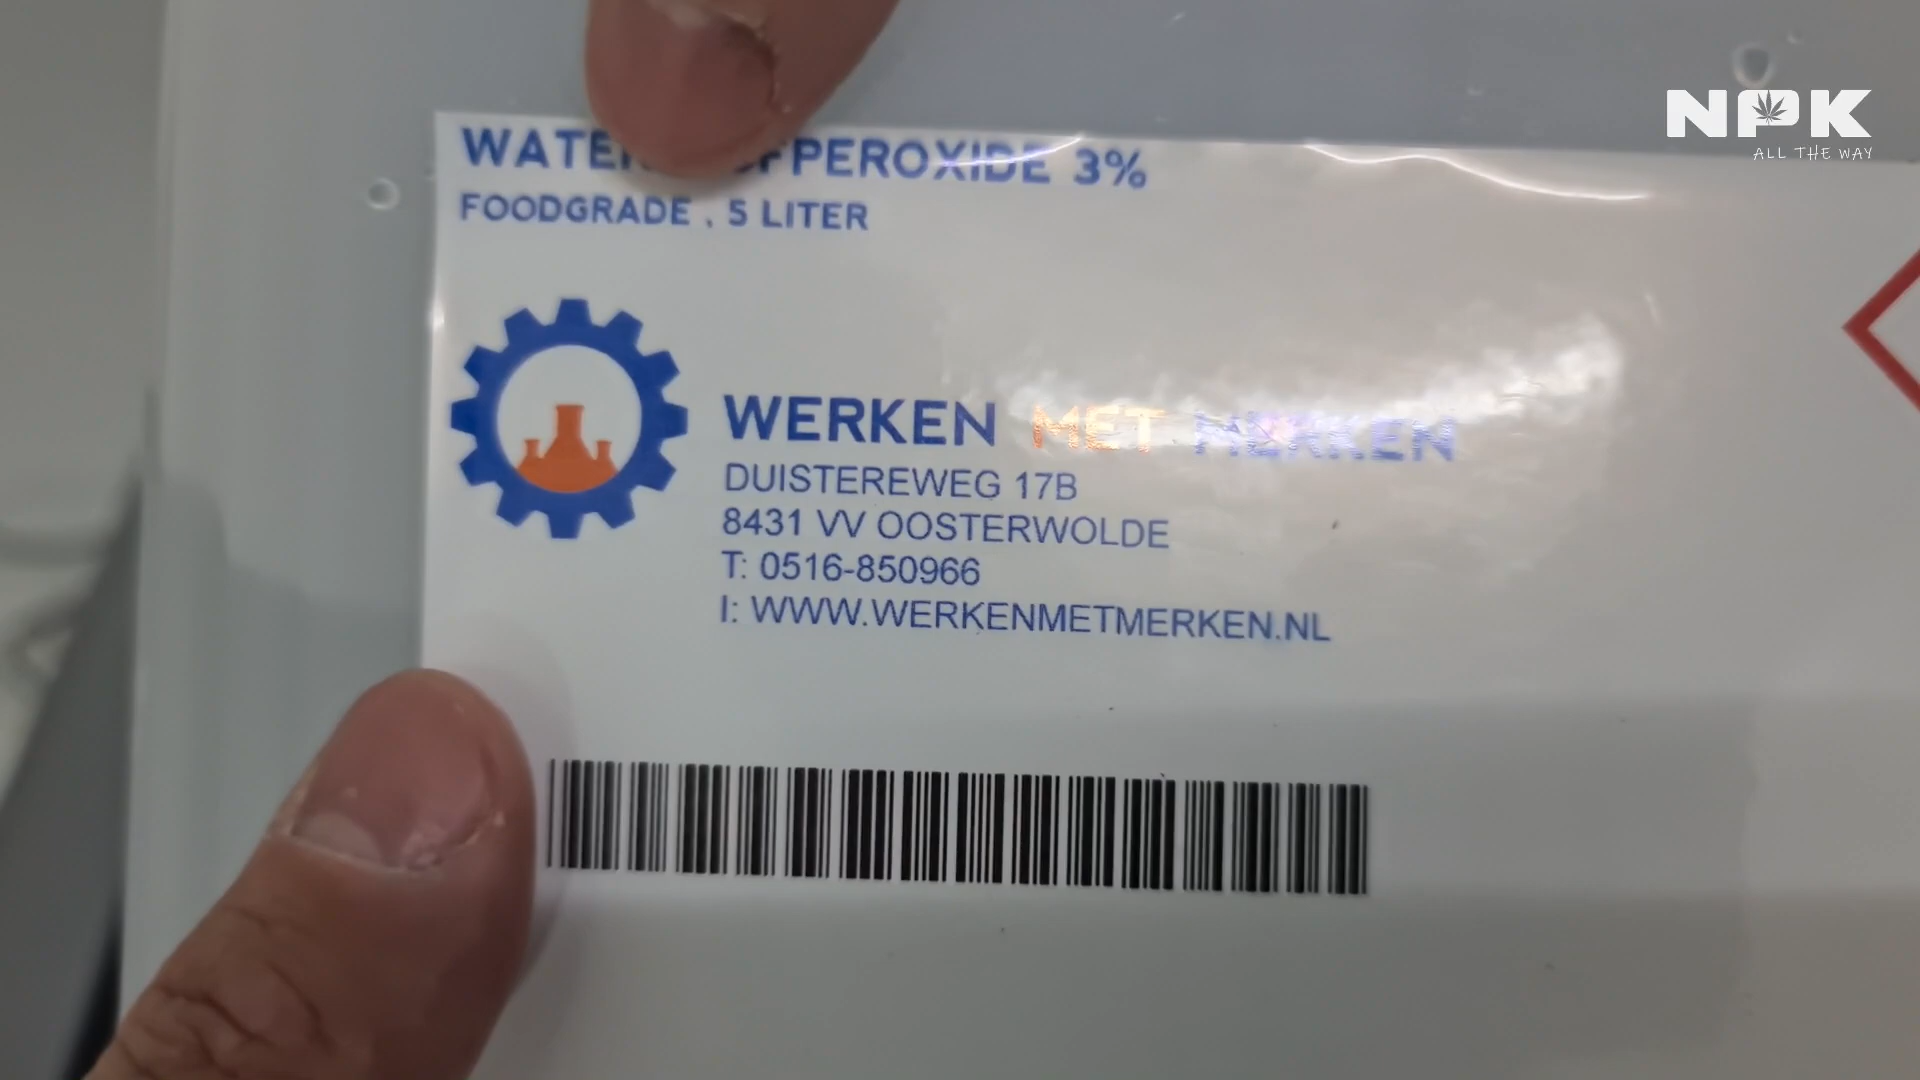 NPK
ALL THE WAY
PEROXIDE 3%
FOODGRADE , 5 LITER
WERKEN MET MERKEN
DUISTEREWEG 17B
8431 VV OOSTERWOLDE
T: 0516-850966
I: WWW.WERKENMETMERKEN.NL